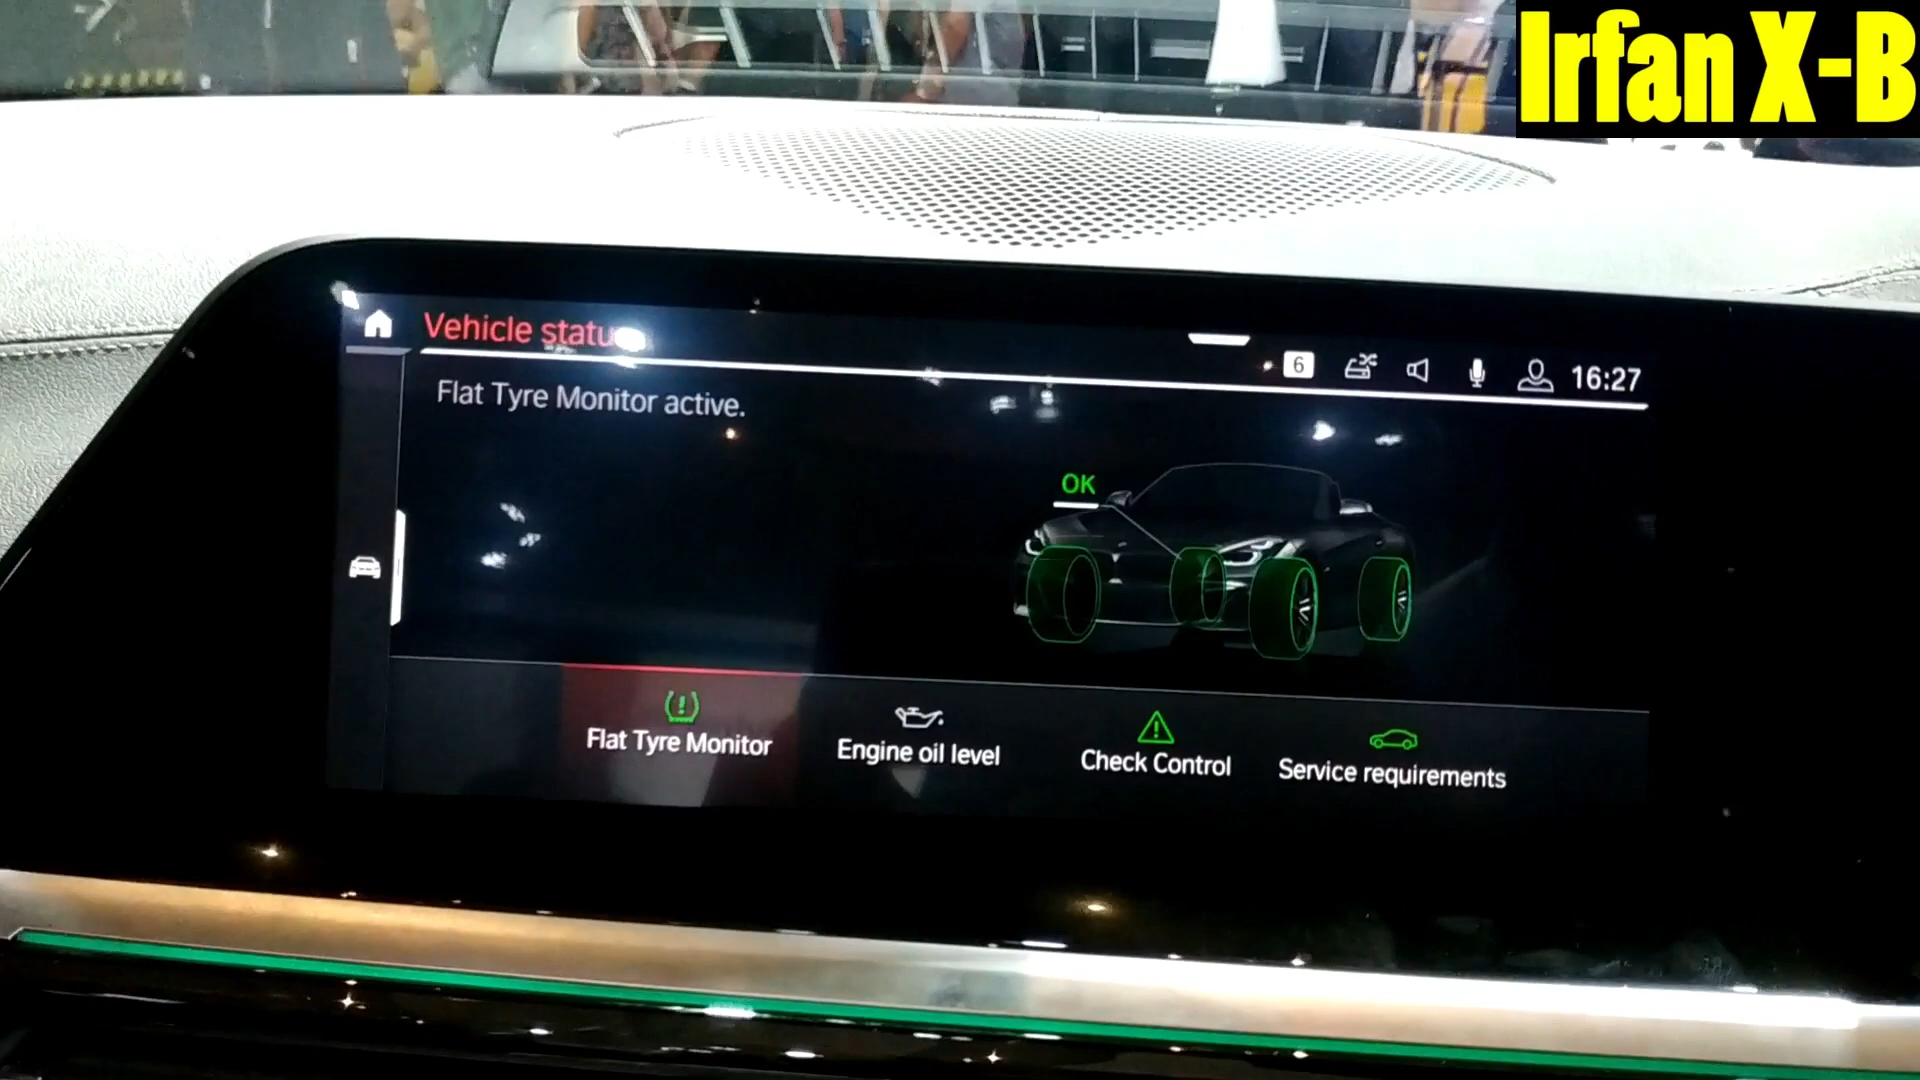 Irfan X-B
Vehicle status
6
16:27
Flat Tyre Monitor active.
OK
Flat Tyre Monitor
Engine oil level
Check Control
Service requirements